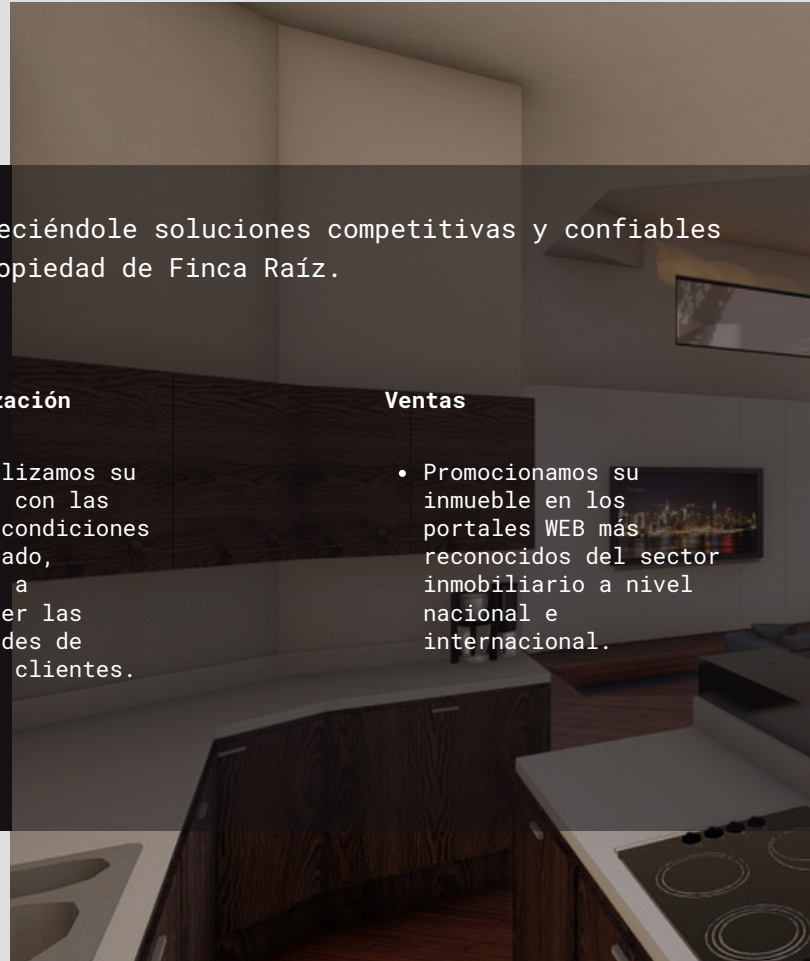 eciéndole soluciones competitivas y confiables
opiedad de Finca Raíz.
zación
lizamos su
con las
condiciones
ado,
a
er las
des de
clientes.
Ventas
• Promocionamos su
inmueble en los
portales WEB más
reconocidos del sector
inmobiliario a nivel
nacional e
internacional.